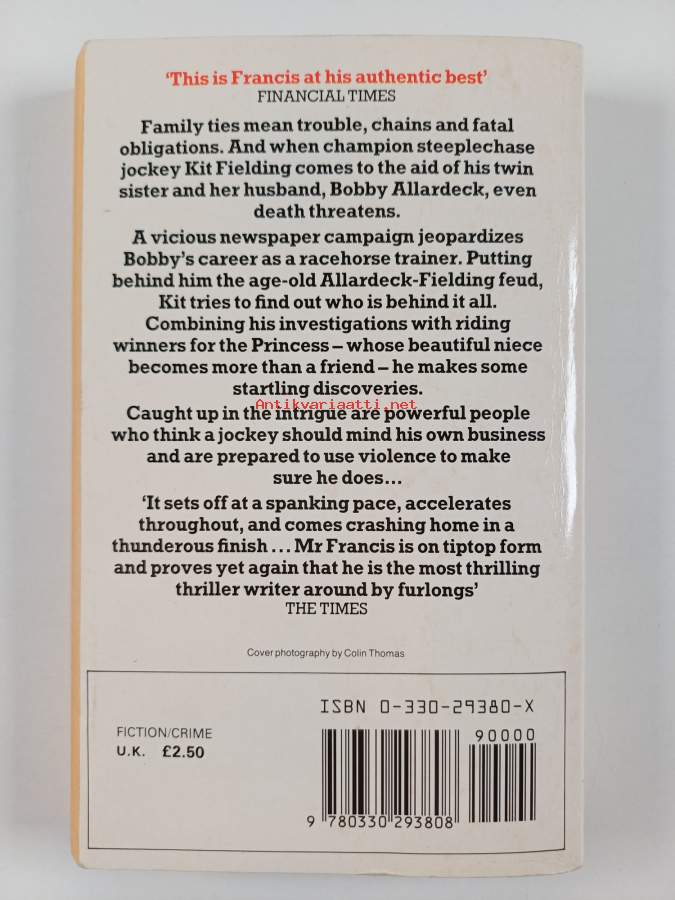 ‘This is Francis at his authentic best’
FINANCIAL TIMES
Family ties mean trouble, chains and fatal
obligations. And when champion steeplechase
jockey Kit Fielding comes to the aid of his twin
sister and her husband, Bobby Allardeck, even
death threatens.
A vicious newspaper campaign jeopardizes
Bobby’s career as a racehorse trainer. Putting
behind him the age-old Allardeck-Fielding feud,
Kit tries to find out who is behind it all.
Combining his investigations with riding
winners for the Princess – whose beautiful niece
becomes more than a friend – he makes some
startling discoveries.
Antikvariaatti.net
Caught up in the intrigue are powerful people
who think a jockey should mind his own business
and are prepared to use violence to make
sure he does...
‘It sets off at a spanking pace, accelerates
throughout, and comes crashing home in a
thunderous finish ... Mr Francis is on tiptop form
and proves yet again that he is the most thrilling
thriller writer around by furlongs’
THE TIMES
Cover photography by Colin Thomas
ISBN 0-330-29380-X
FICTION/CRIME
U.K. £2.50
90000
9 780330 293808